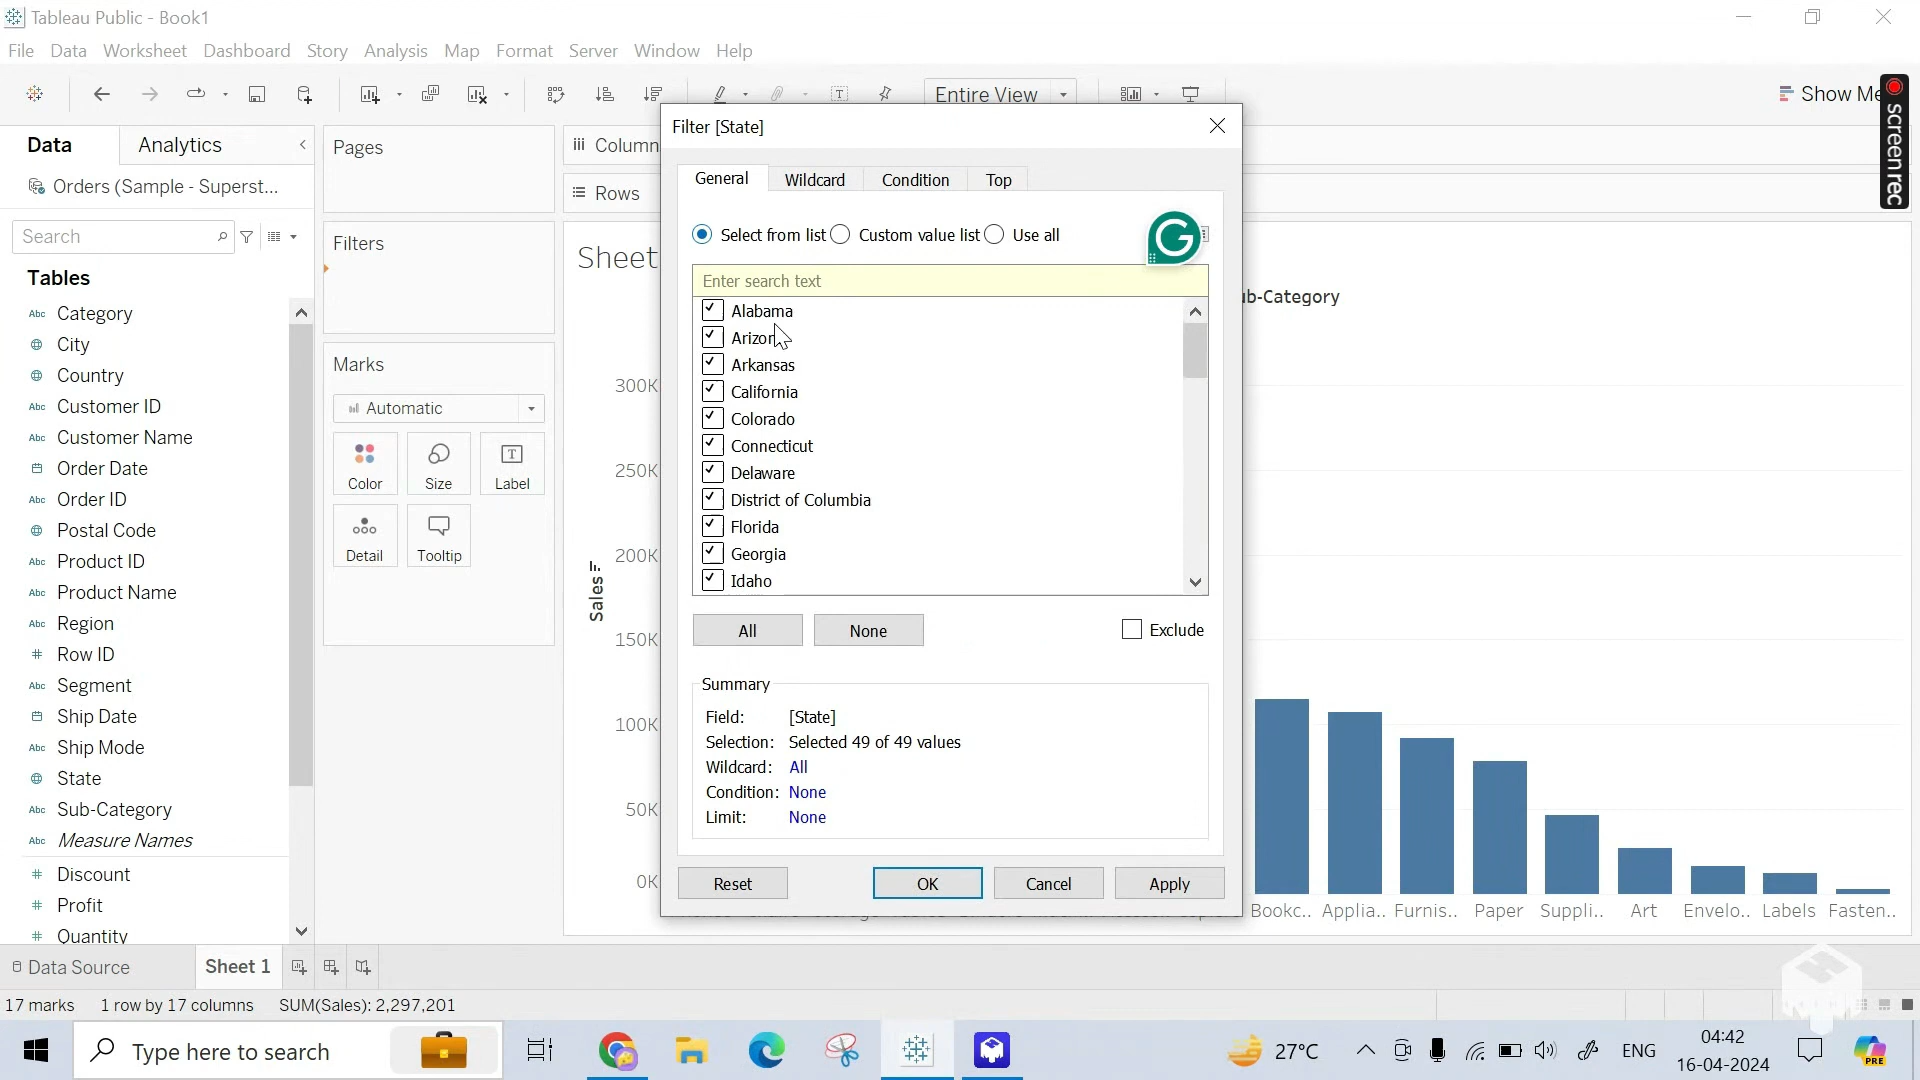 Tableau Public - Book1
File Data Worksheet Dashboard Story Analysis Map Format Server Window Help
Entire View
Show Me
screenrec
Data
Analytics
Pages
Column
Orders (Sample - Superst...
Rows
Search
Filters
Sheet
Tables
Category
City
Country
Customer ID
Customer Name
Order Date
Order ID
Postal Code
Product ID
Product Name
Region
Row ID
Segment
Ship Date
Ship Mode
State
Sub-Category
Measure Names
Discount
Profit
Quantity
Marks
Automatic
Color
Size
Label
Detail
Tooltip
Sales
300K
250K
200K
150K
100K
50K
0K
Filter [State]
General
Wildcard
Condition
Top
Select from list
Custom value list
Use all
Enter search text
Alabama
Arizon
Arkansas
California
Colorado
Connecticut
Delaware
District of Columbia
Florida
Georgia
Idaho
All
None
Exclude
Summary
Field: [State]
Selection: Selected 49 of 49 values
Wildcard: All
Condition: None
Limit: None
Reset
OK
Cancel
Apply
ub-Category
Bookc.. Applia.. Furnis.. Paper Suppli.. Art Envelo.. Labels Fasten..
Data Source
Sheet 1
17 marks 1 row by 17 columns SUM(Sales): 2,297,201
Type here to search
27°C
ENG
04:42
16-04-2024
PRE